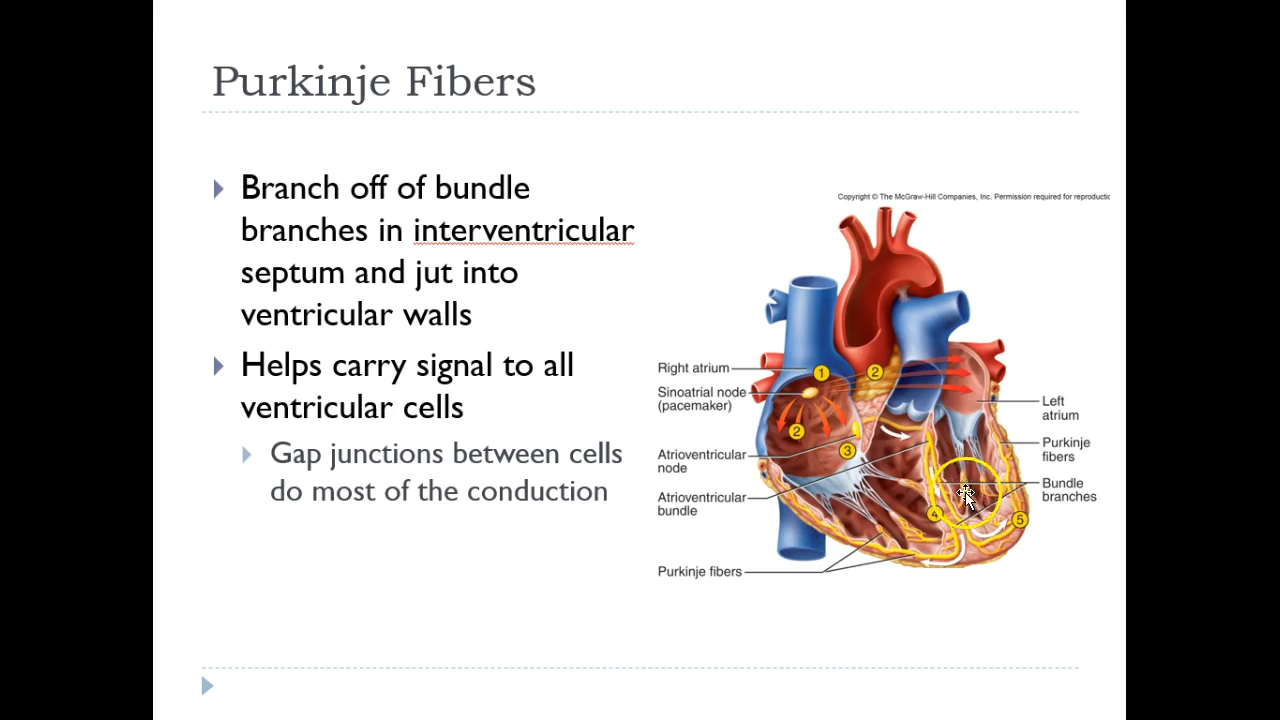 Purkinje Fibers
Branch off of bundle
branches in interventricular
septum and jut into
ventricular walls
Helps carry signal to all
ventricular cells
Gap junctions between cells
do most of the conduction
Copyright © The McGraw-Hill Companies, Inc. Permission required for reproductic
Right atrium
Sinoatrial node
(pacemaker)
Atrioventricular
node
Atrioventricular
bundle
Purkinje fibers
1
2
2
3
4
5
Left
atrium
Purkinje
fibers
Bundle
branches